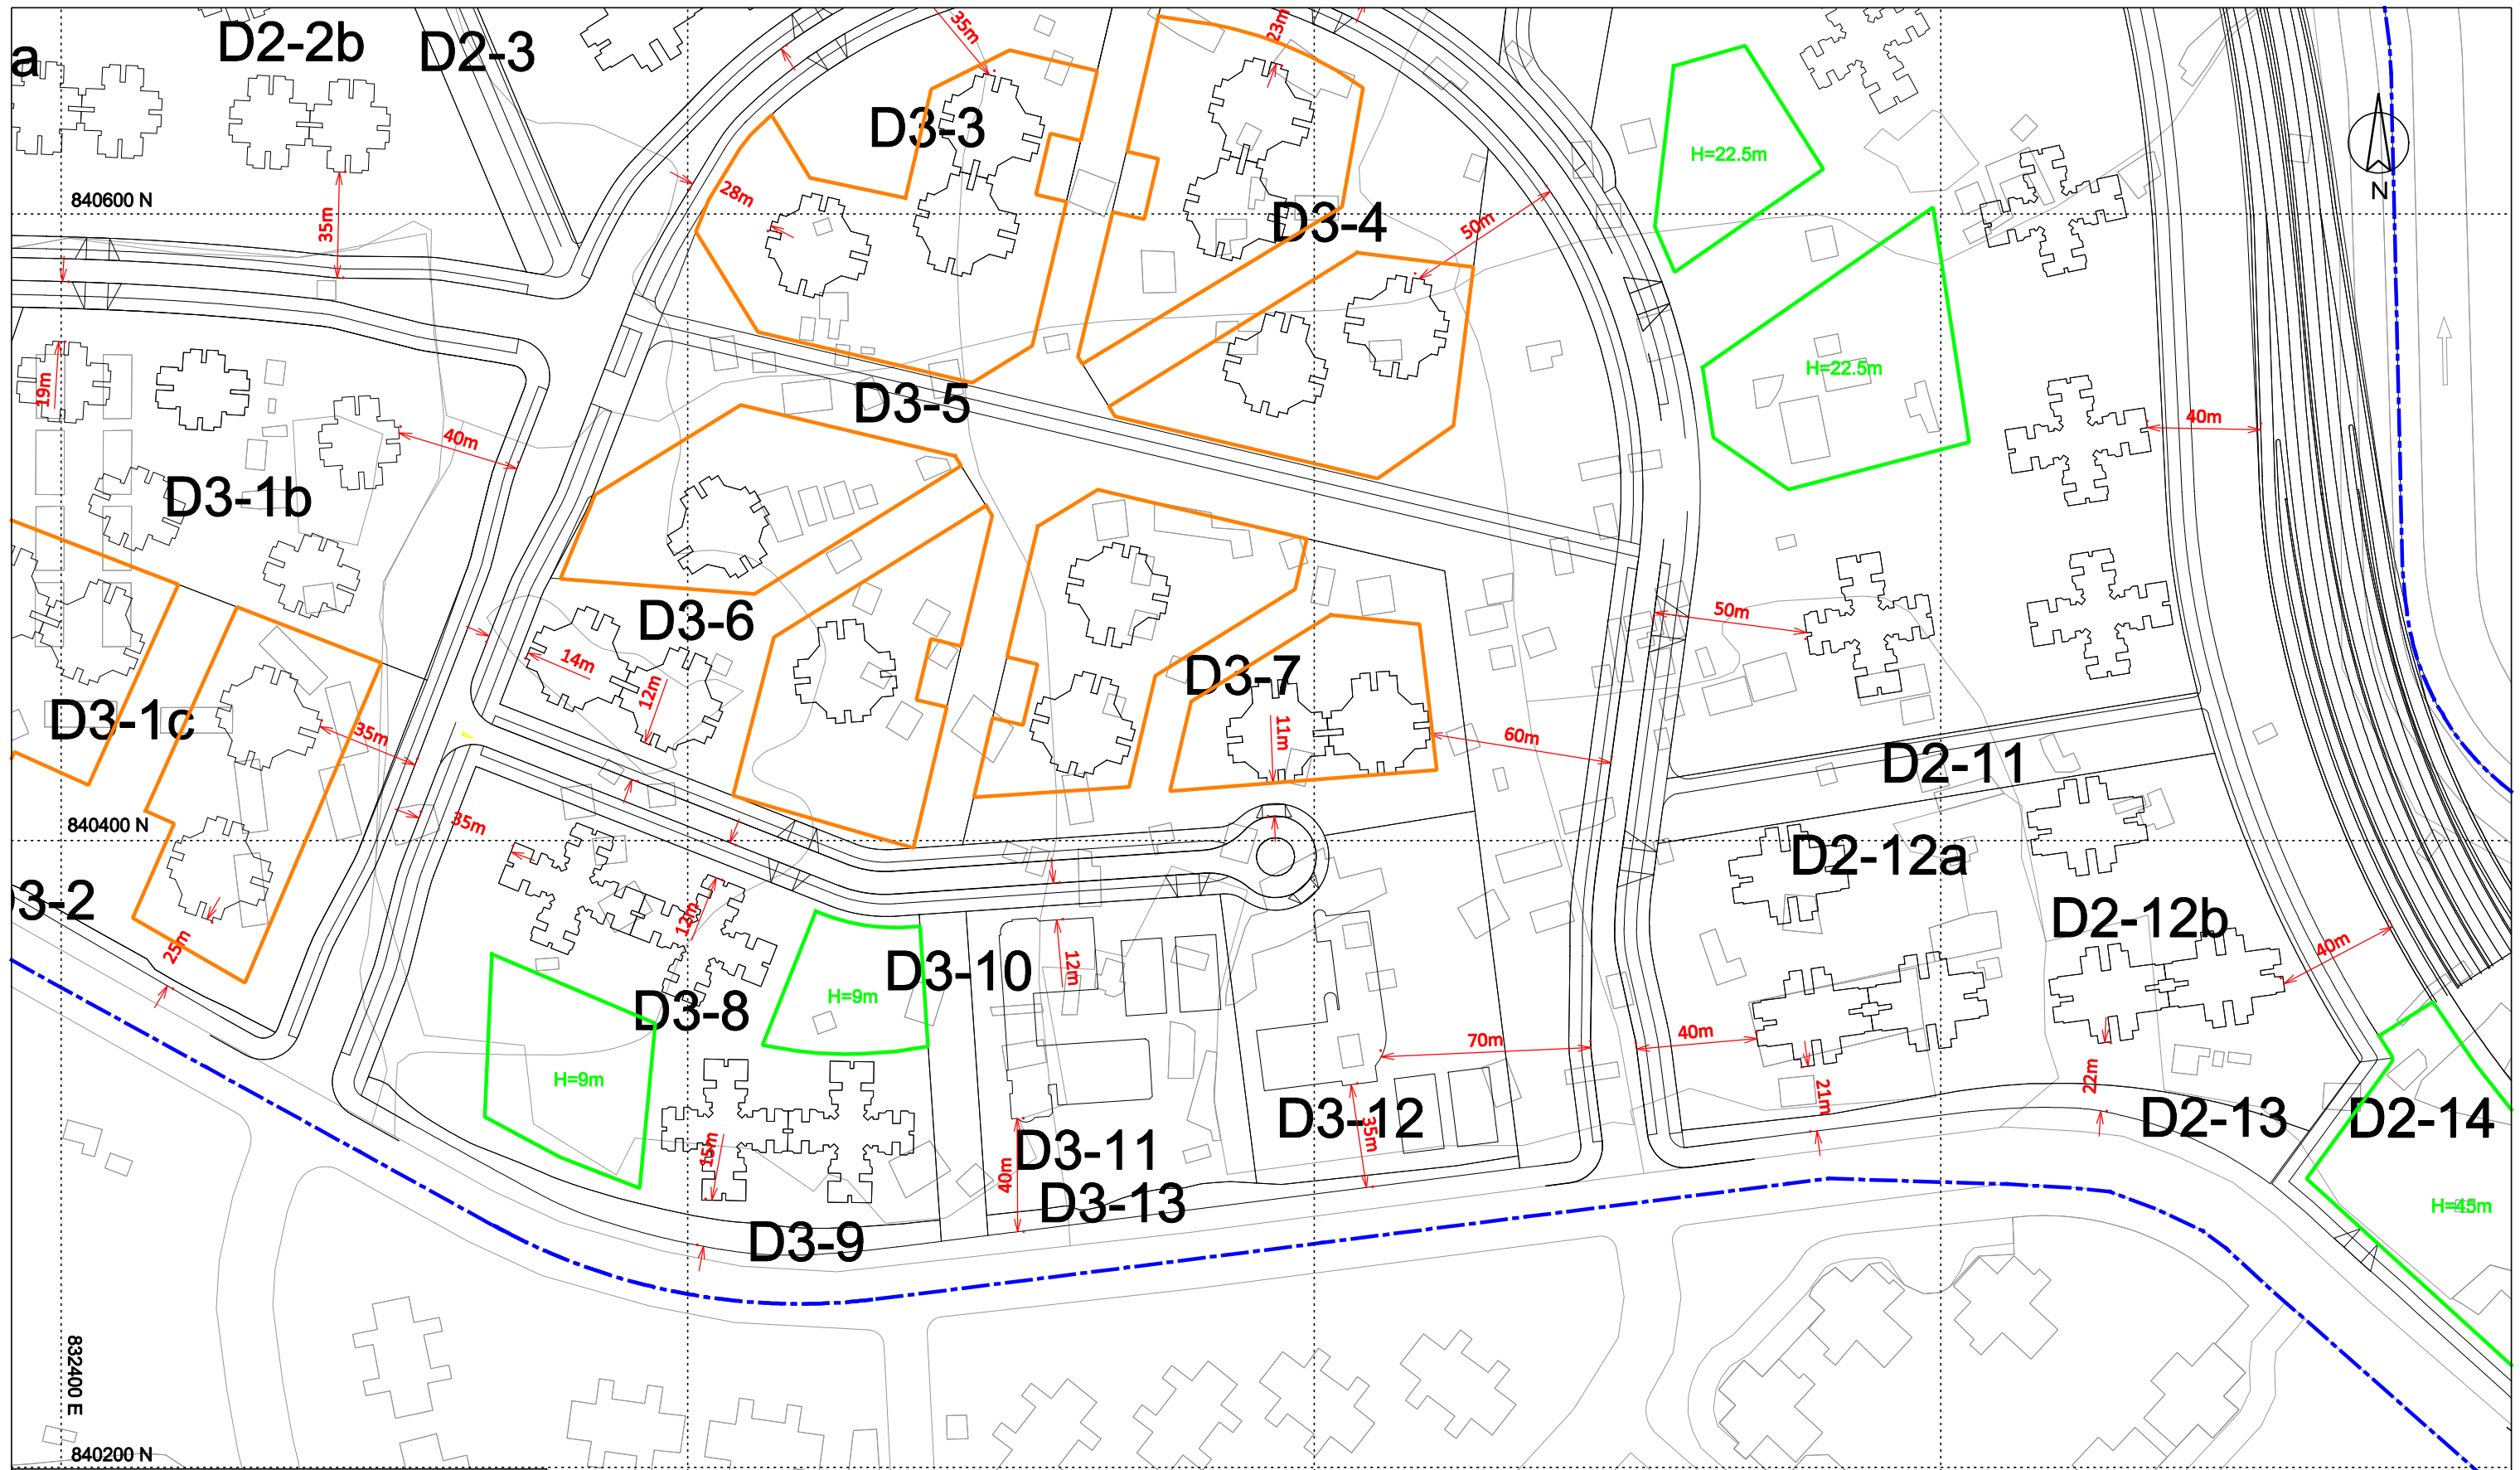 D2-2b
D2-3
a
35m
23m
D3-3
H=22.5m
840600 N
28m
35m
D3-4
50m
N
H=22.5m
19m
40m
D3-5
40m
D3-1b
D3-6
14m
12m
D3-7
50m
D3-1c
35m
11m
60m
D2-11
840400 N
35m
D2-12a
3-2
12m
D2-12b
25m
D3-10
12m
40m
H=9m
D3-8
70m
40m
H=9m
22m
21m
D3-12
35m
D2-13
D2-14
15m
D3-11
40m
D3-13
H=45m
D3-9
832400 E
840200 N